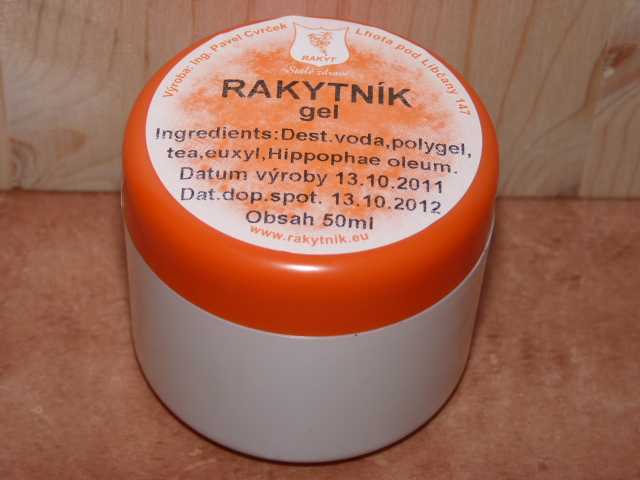 Výroba: Ing. Pavel Cvrček Lhota pod Libčany 147
RAKYT
Stálé zdraví
RAKYTNÍK
gel
Ingredients:Dest.voda,polygel,
tea,euxyl,Hippophae oleum.
Datum výroby 13.10.2011
Dat.dop.spot. 13.10.2012
Obsah 50ml
www.rakytnik.eu